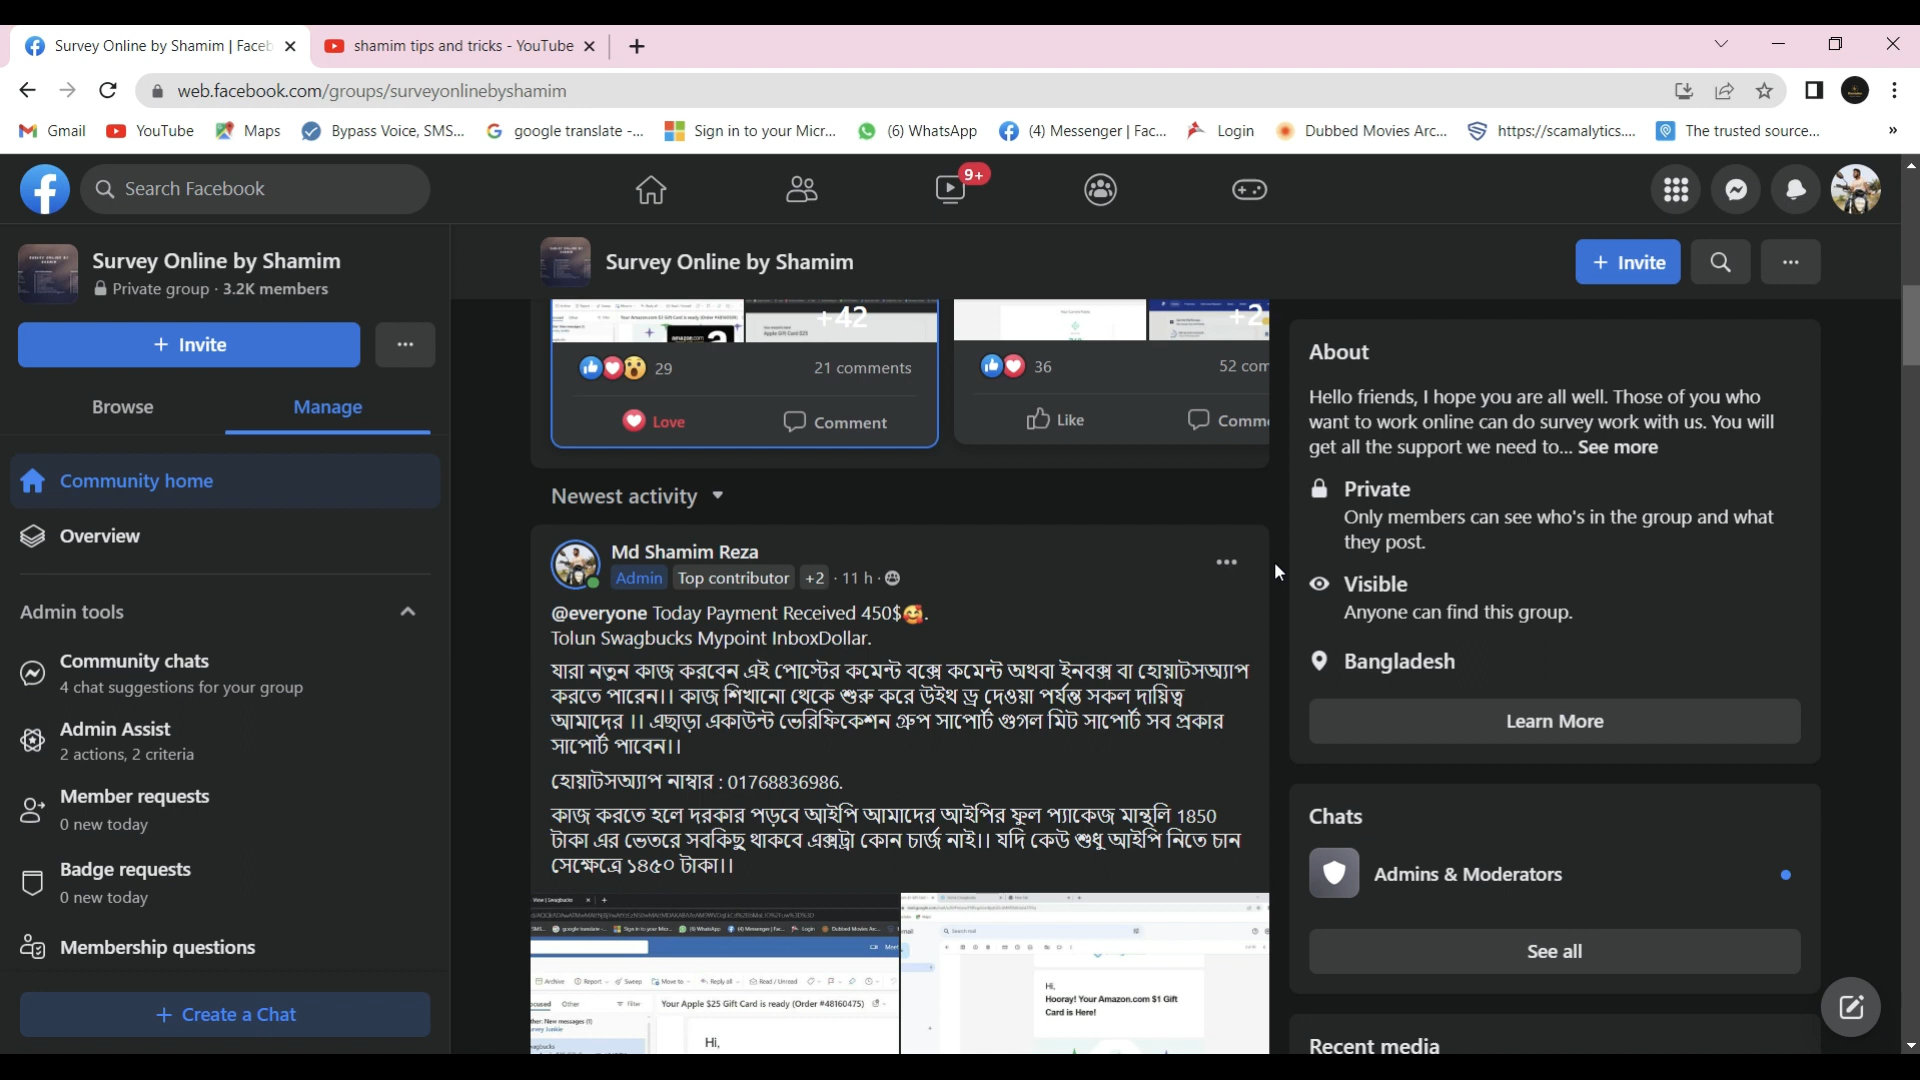 Survey Online by Shamim | Faceb
shamim tips and tricks - YouTube
web.facebook.com/groups/surveyonlinebyshamim
Gmail
YouTube
Maps
Bypass Voice, SMS...
google translate -...
Sign in to your Micr...
(6) WhatsApp
(4) Messenger | Fac...
Login
Dubbed Movies Arc...
https://scamalytics....
The trusted source...
»
Search Facebook
9+
Survey Online by Shamim
Private group · 3.2K members
+ Invite
Browse
Manage
Community home
Overview
Admin tools
Community chats
4 chat suggestions for your group
Admin Assist
2 actions, 2 criteria
Member requests
0 new today
Badge requests
0 new today
Membership questions
+ Create a Chat
Survey Online by Shamim
+ Invite
+42
+2
29
21 comments
36
52 com
Love
Comment
Like
Comm
Newest activity
Md Shamim Reza
Admin Top contributor +2 · 11 h ·
@everyone Today Payment Received 450$🥰.
Tolun Swagbucks Mypoint InboxDollar.
যারা নতুন কাজ করবেন এই পোস্টের কমেন্ট বক্সে কমেন্ট অথবা ইনবক্স বা হোয়াটসঅ্যাপ
করতে পারেন।। কাজ শিখানো থেকে শুরু করে উইথ ড্র দেওয়া পর্যন্ত সকল দায়িত্ব
আমাদের ।। এছাড়া একাউন্ট ভেরিফিকেশন গ্রুপ সাপোর্ট গুগল মিট সাপোর্ট সব প্রকার
সাপোর্ট পাবেন।।
হোয়াটসঅ্যাপ নাম্বার : 01768836986.
কাজ করতে হলে দরকার পড়বে আইপি আমাদের আইপির ফুল প্যাকেজ মান্থলি 1850
টাকা এর ভেতরে সবকিছু থাকবে এক্সট্রা কোন চার্জ নাই।। যদি কেউ শুধু আইপি নিতে চান
সেক্ষেত্রে ১৪৫০ টাকা।।
Your Apple $25 Gift Card is ready (Order #48160475)
Hi,
Hi,
Hooray! Your Amazon.com $1 Gift
Card is Here!
About
Hello friends, I hope you are all well. Those of you who
want to work online can do survey work with us. You will
get all the support we need to... See more
Private
Only members can see who's in the group and what
they post.
Visible
Anyone can find this group.
Bangladesh
Learn More
Chats
Admins & Moderators
See all
Recent media